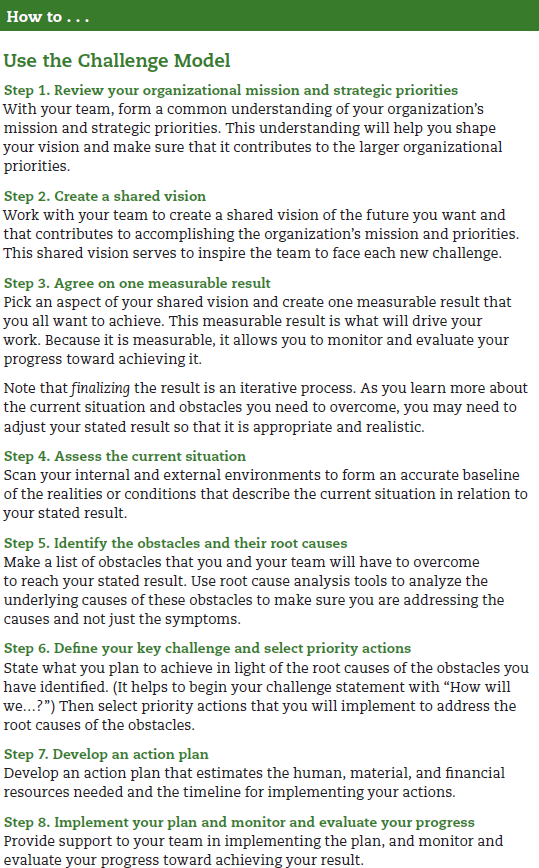 How to . . .
Use the Challenge Model
Step 1. Review your organizational mission and strategic priorities
With your team, form a common understanding of your organization’s
mission and strategic priorities. This understanding will help you shape
your vision and make sure that it contributes to the larger organizational
priorities.
Step 2. Create a shared vision
Work with your team to create a shared vision of the future you want and
that contributes to accomplishing the organization’s mission and priorities.
This shared vision serves to inspire the team to face each new challenge.
Step 3. Agree on one measurable result
Pick an aspect of your shared vision and create one measurable result that
you all want to achieve. This measurable result is what will drive your
work. Because it is measurable, it allows you to monitor and evaluate your
progress toward achieving it.
Note that finalizing the result is an iterative process. As you learn more about
the current situation and obstacles you need to overcome, you may need to
adjust your stated result so that it is appropriate and realistic.
Step 4. Assess the current situation
Scan your internal and external environments to form an accurate baseline
of the realities or conditions that describe the current situation in relation to
your stated result.
Step 5. Identify the obstacles and their root causes
Make a list of obstacles that you and your team will have to overcome
to reach your stated result. Use root cause analysis tools to analyze the
underlying causes of these obstacles to make sure you are addressing the
causes and not just the symptoms.
Step 6. Define your key challenge and select priority actions
State what you plan to achieve in light of the root causes of the obstacles you
have identified. (It helps to begin your challenge statement with “How will
we...?”) Then select priority actions that you will implement to address the
root causes of the obstacles.
Step 7. Develop an action plan
Develop an action plan that estimates the human, material, and financial
resources needed and the timeline for implementing your actions.
Step 8. Implement your plan and monitor and evaluate your progress
Provide support to your team in implementing the plan, and monitor and
evaluate your progress toward achieving your result.